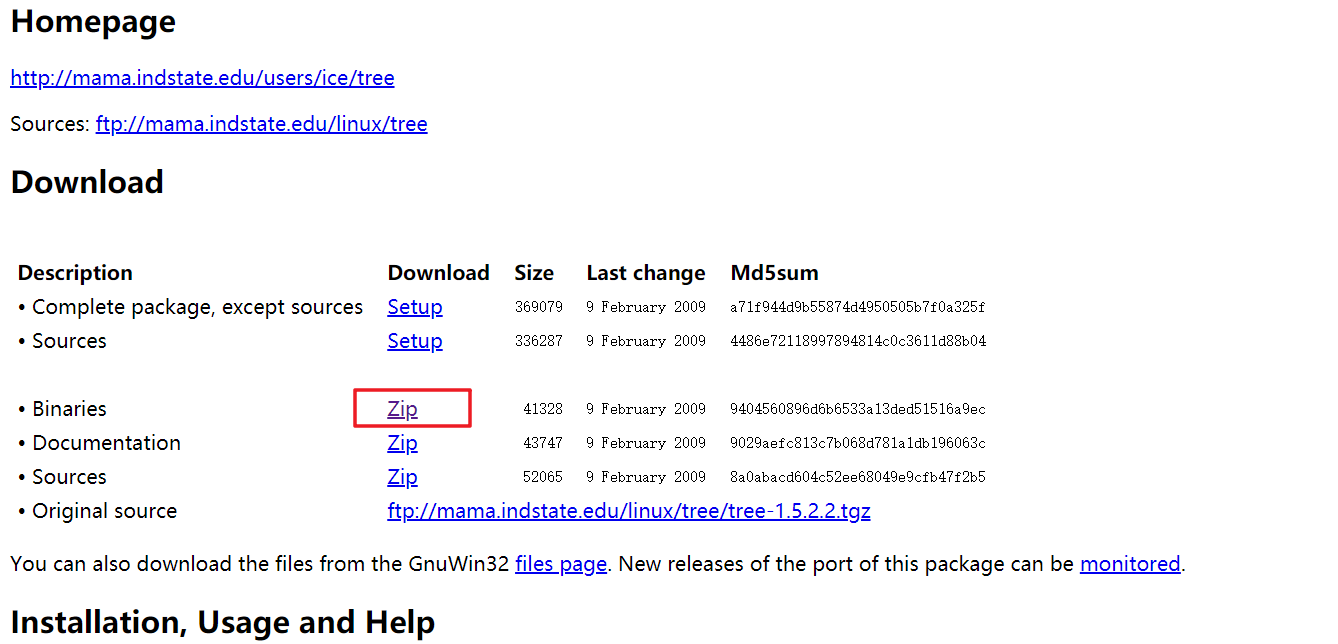 Homepage
http://mama.indstate.edu/users/ice/tree
Sources: ftp://mama.indstate.edu/linux/tree
Download
Description Download Size Last change Md5sum
• Complete package, except sources Setup 369079 9 February 2009 a71f944d9b55874d4950505b7f0a325f
• Sources Setup 336287 9 February 2009 4486e72118997894814c0c3611d88b04
• Binaries Zip 41328 9 February 2009 9404560896d6b6533a13ded51516a9ec
• Documentation Zip 43747 9 February 2009 9029aefc813c7b068d781a1db196063c
• Sources Zip 52065 9 February 2009 8a0abacd604c52ee68049e9cfb47f2b5
• Original source ftp://mama.indstate.edu/linux/tree/tree-1.5.2.2.tgz
You can also download the files from the GnuWin32 files page. New releases of the port of this package can be monitored.
Installation, Usage and Help